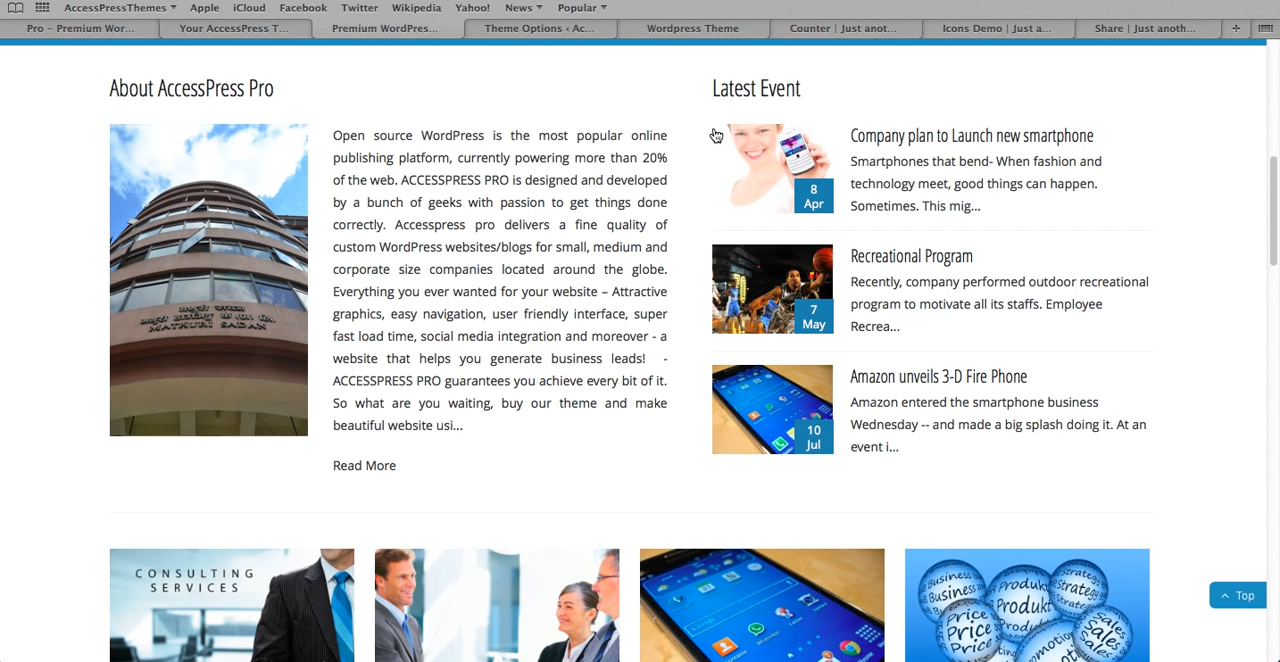 AccessPressThemes Apple iCloud Facebook Twitter Wikipedia Yahoo! News Popular
Pro – Premium Wor... Your AccessPress T... Premium WordPres... Theme Options ‹ Ac... Wordpress Theme Counter | Just anot... Icons Demo | Just a... Share | Just anoth...
About AccessPress Pro
Open source WordPress is the most popular online
publishing platform, currently powering more than 20%
of the web. ACCESSPRESS PRO is designed and developed
by a bunch of geeks with passion to get things done
correctly. Accesspress pro delivers a fine quality of
custom WordPress websites/blogs for small, medium and
corporate size companies located around the globe.
Everything you ever wanted for your website – Attractive
graphics, easy navigation, user friendly interface, super
fast load time, social media integration and moreover - a
website that helps you generate business leads! -
ACCESSPRESS PRO guarantees you achieve every bit of it.
So what are you waiting, buy our theme and make
beautiful website usi...
Read More
MATHURI SADAN
Latest Event
8
Apr
Company plan to Launch new smartphone
Smartphones that bend- When fashion and
technology meet, good things can happen.
Sometimes. This mig...
7
May
Recreational Program
Recently, company performed outdoor recreational
program to motivate all its staffs. Employee
Recrea...
10
Jul
Amazon unveils 3-D Fire Phone
Amazon entered the smartphone business
Wednesday -- and made a big splash doing it. At an
event i...
CONSULTING
SERVICES
WhatsApp
Business
Produkt
Strategy
Price
Price
Sales
Top